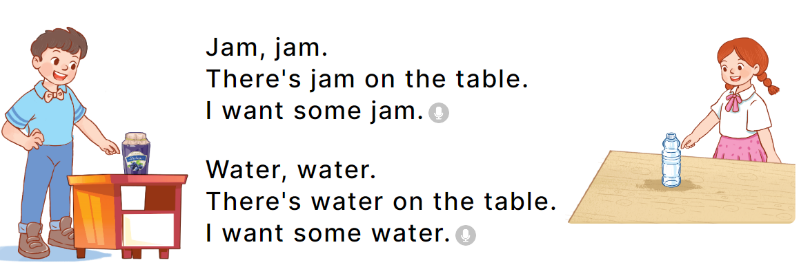 Jam, jam.
There's jam on the table.
I want some jam.
Water, water.
There's water on the table.
I want some water.